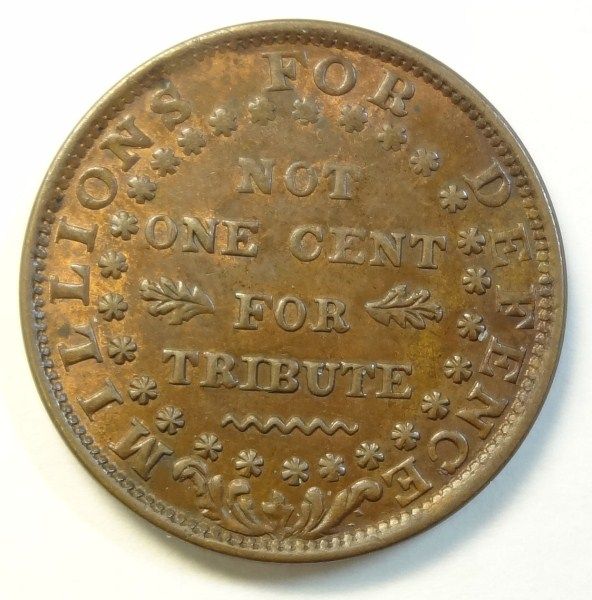 MILLIONS FOR DEFENCE
NOT
ONE CENT
FOR
TRIBUTE